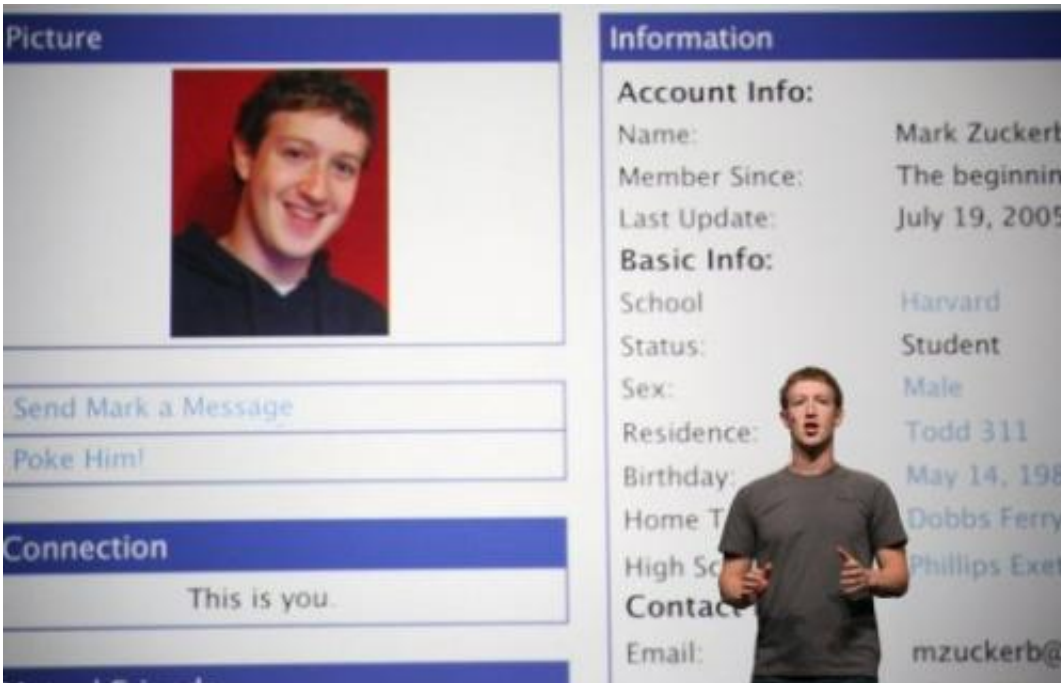 Picture
Send Mark a Message
Poke Him!
Connection
This is you.
Information
Account Info:
Name: Mark Zuckerb
Member Since: The beginnin
Last Update: July 19, 2005
Basic Info:
School Harvard
Status: Student
Sex: Male
Residence: Todd 311
Birthday: May 14, 198
Home T Dobbs Ferry
High Sc Phillips Exet
Contact
Email: mzuckerb@